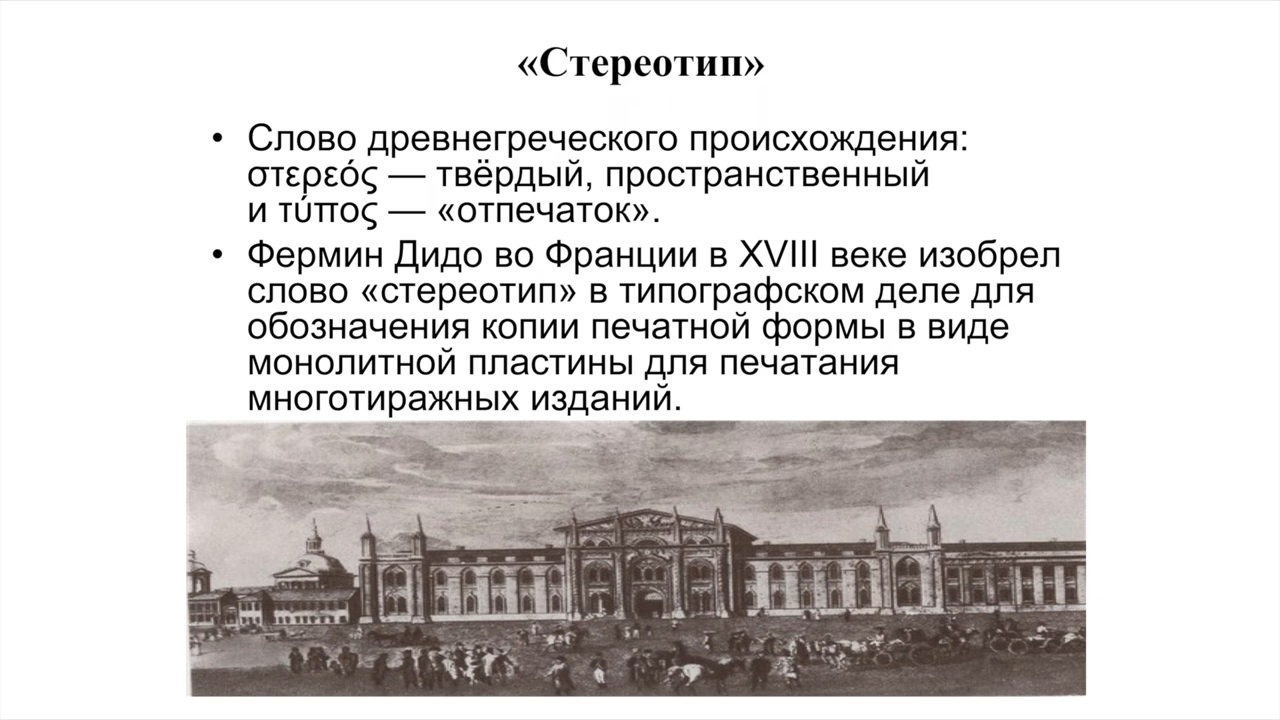 «Стереотип»
• Слово древнегреческого происхождения:
στερεός — твёрдый, пространственный
и τύπος — «отпечаток».
• Фермин Дидо во Франции в XVIII веке изобрел
слово «стереотип» в типографском деле для
обозначения копии печатной формы в виде
монолитной пластины для печатания
многотиражных изданий.